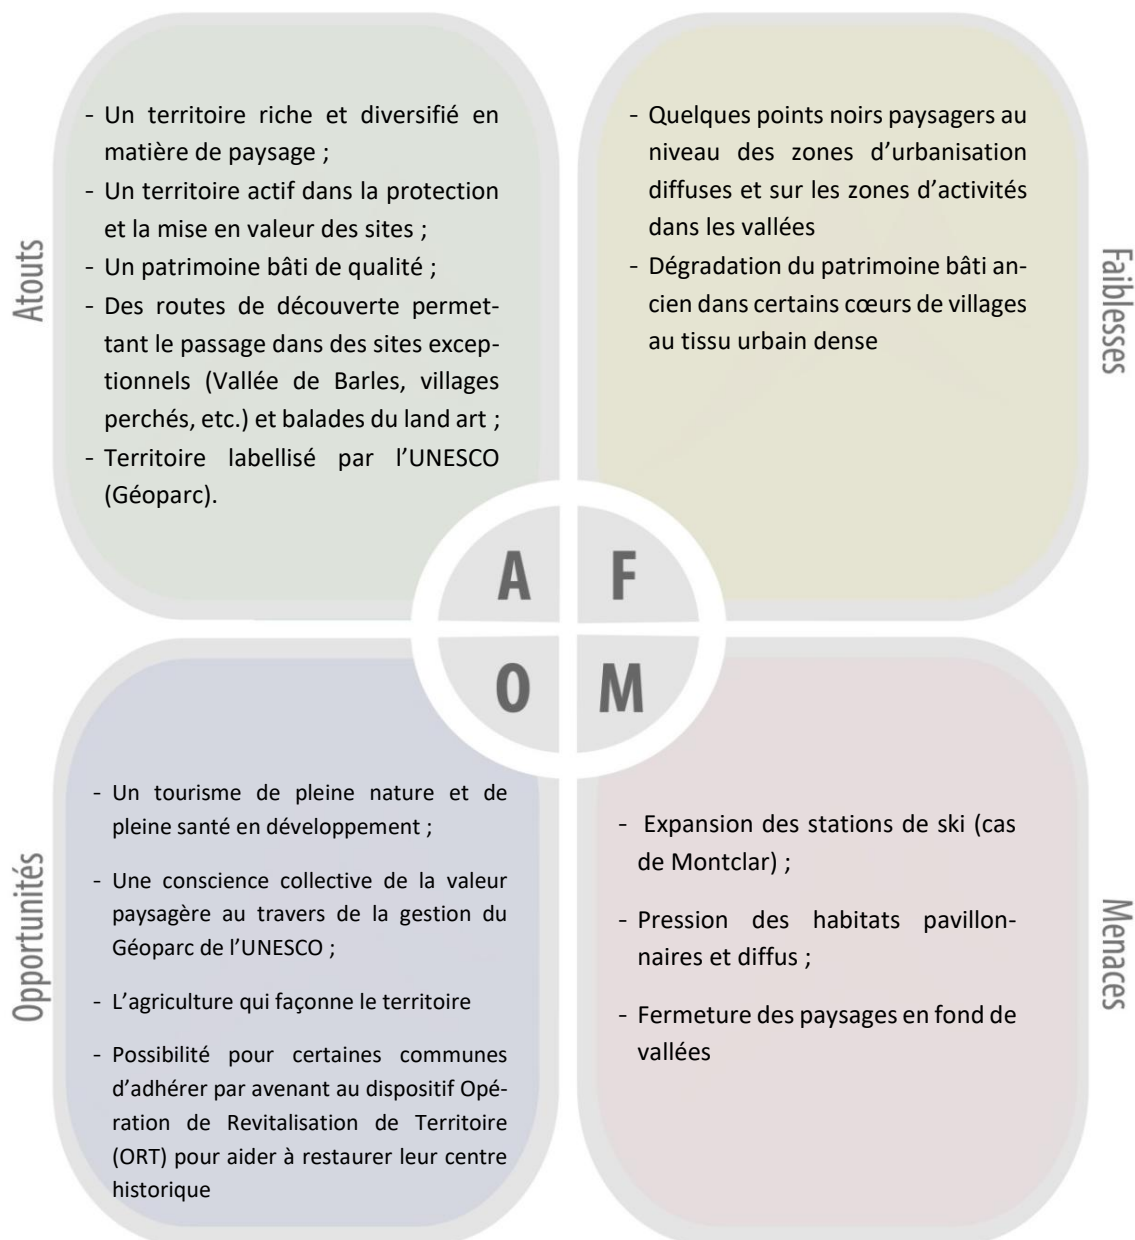 Atouts
- Un territoire riche et diversifié en
matière de paysage ;
- Un territoire actif dans la protection
et la mise en valeur des sites ;
- Un patrimoine bâti de qualité ;
- Des routes de découverte permet-
tant le passage dans des sites excep-
tionnels (Vallée de Barles, villages
perchés, etc.) et balades du land art ;
- Territoire labellisé par l’UNESCO
(Géoparc).
Faiblesses
- Quelques points noirs paysagers au
niveau des zones d’urbanisation
diffuses et sur les zones d’activités
dans les vallées
- Dégradation du patrimoine bâti an-
cien dans certains cœurs de villages
au tissu urbain dense
A F
O M
Opportunités
- Un tourisme de pleine nature et de
pleine santé en développement ;
- Une conscience collective de la valeur
paysagère au travers de la gestion du
Géoparc de l’UNESCO ;
- L’agriculture qui façonne le territoire
- Possibilité pour certaines communes
d’adhérer par avenant au dispositif Opé-
ration de Revitalisation de Territoire
(ORT) pour aider à restaurer leur centre
historique
Menaces
- Expansion des stations de ski (cas
de Montclar) ;
- Pression des habitats pavillon-
naires et diffus ;
- Fermeture des paysages en fond de
vallées